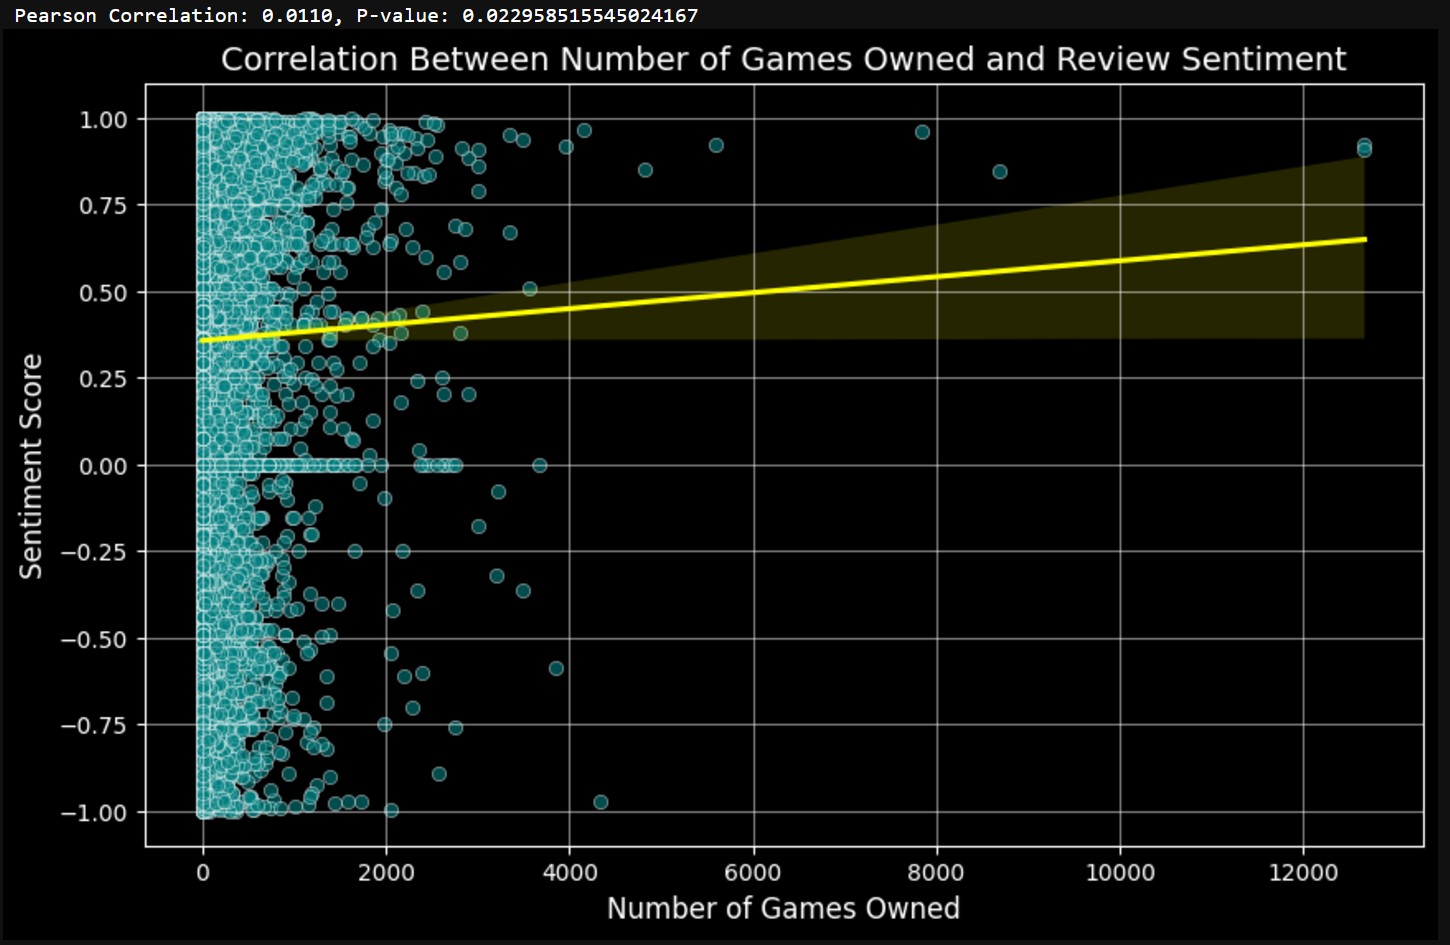 Pearson Correlation: 0.0110, P-value: 0.022958515545024167
Correlation Between Number of Games Owned and Review Sentiment
1.00
0.75
0.50
0.25
0.00
−0.25
−0.50
−0.75
−1.00
Sentiment Score
0 2000 4000 6000 8000 10000 12000
Number of Games Owned